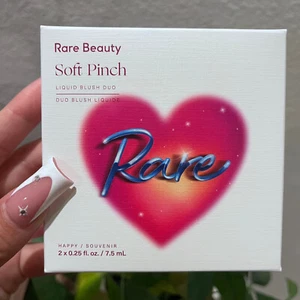 Rare Beauty
Soft Pinch
LIQUID BLUSH DUO
DUO BLUSH LIQUIDE
Rare
HAPPY / SOUVENIR
2 x 0.25 fl. oz. / 7.5 mL